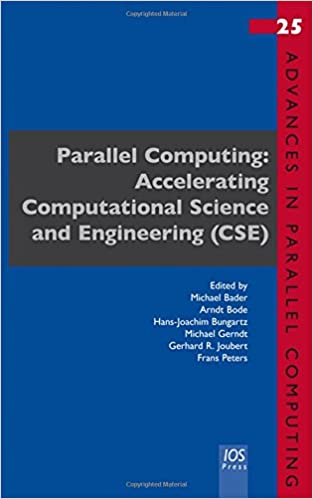 25
ADVANCES IN PARALLEL COMPUTING
Parallel Computing:
Accelerating
Computational Science
and Engineering (CSE)
Edited by
Michael Bader
Arndt Bode
Hans-Joachim Bungartz
Michael Gerndt
Gerhard R. Joubert
Frans Peters
IOS
Press